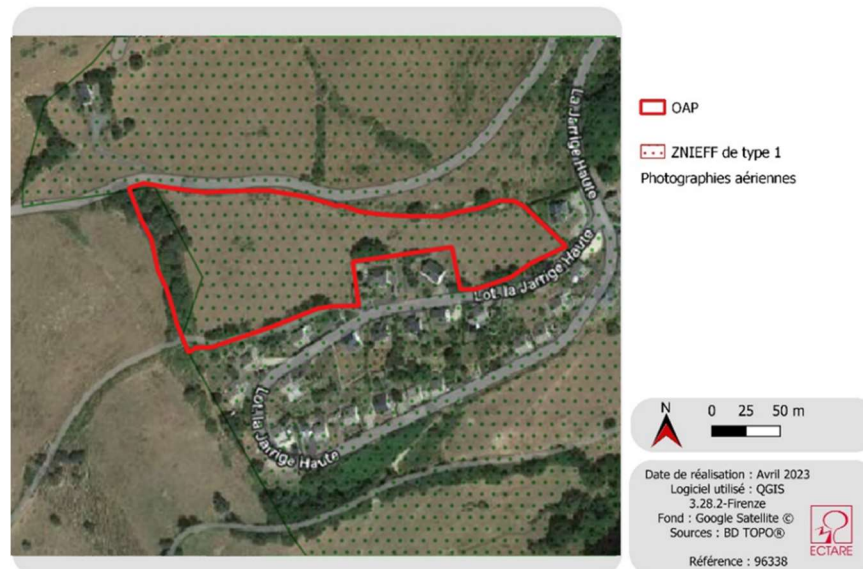 La Jarrige Haute
Lot. la Jarrige Haute
Lot. la Jarrige Haute
OAP
ZNIEFF de type 1
Photographies aériennes
N
0 25 50 m
Date de réalisation : Avril 2023
Logiciel utilisé : QGIS
3.28.2-Firenze
Fond : Google Satellite ©
Sources : BD TOPO®
Référence : 96338
ECTARE